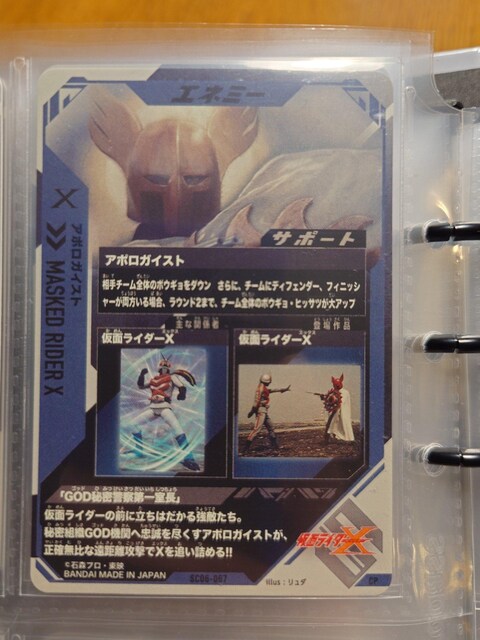 エネミー
X
アポロガイスト
MASKED RIDER X
サポート
アポロガイスト
相手チーム全体のボウギョをダウン さらに、チームにディフェンダー、フィニッシ
ャーが両方いる場合、ラウンド2まで、チーム全体のボウギョ・ヒッサツが大アップ
主な関係者
登場作品
仮面ライダーX
仮面ライダーX
「GOD秘密警察第一室長」
仮面ライダーの前に立ちはだかる強敵たち。
秘密組織GOD機関へ忠誠を尽くすアポロガイストが、
正確無比な遠距離攻撃でXを追い詰める!!
仮面ライダーX
©石森プロ・東映
BANDAI MADE IN JAPAN
SC06-067
Illus：リュダ
CP